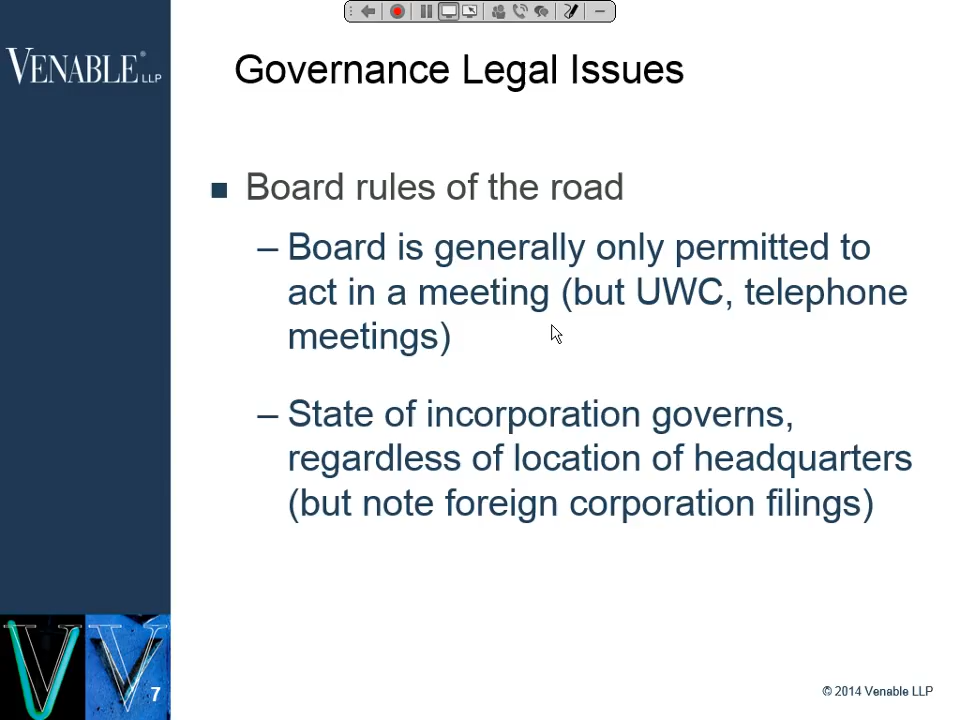 VENABLE® LLP
Governance Legal Issues
Board rules of the road
– Board is generally only permitted to
act in a meeting (but UWC, telephone
meetings)
– State of incorporation governs,
regardless of location of headquarters
(but note foreign corporation filings)
V V
7
© 2014 Venable LLP